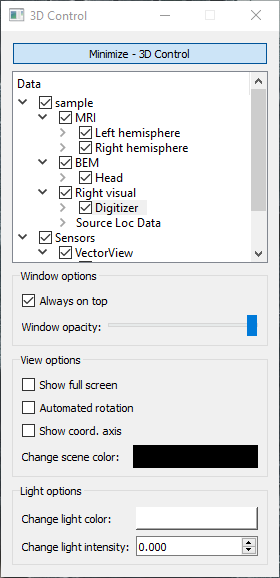 3D Control
Minimize - 3D Control
Data
sample
MRI
Left hemisphere
Right hemisphere
BEM
Head
Right visual
Digitizer
Source Loc Data
Sensors
VectorView
Window options
Always on top
Window opacity:
View options
Show full screen
Automated rotation
Show coord. axis
Change scene color:
Light options
Change light color:
Change light intensity: 0.000